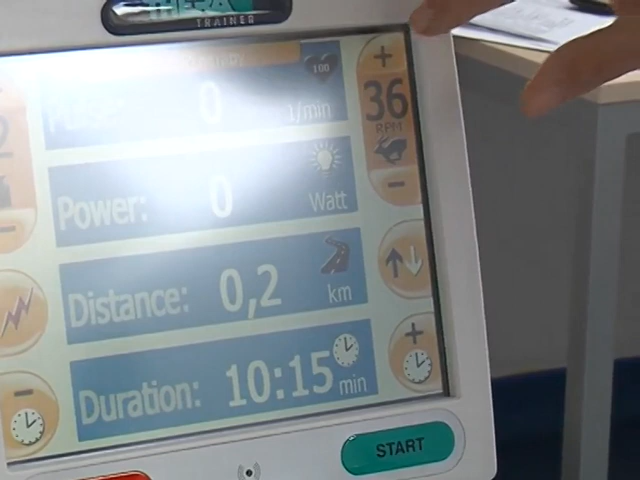 THERA
TRAINER
100
0 1/min
36
RPM
Power: 0 Watt
Distance: 0,2 km
Duration: 10:15 min
START